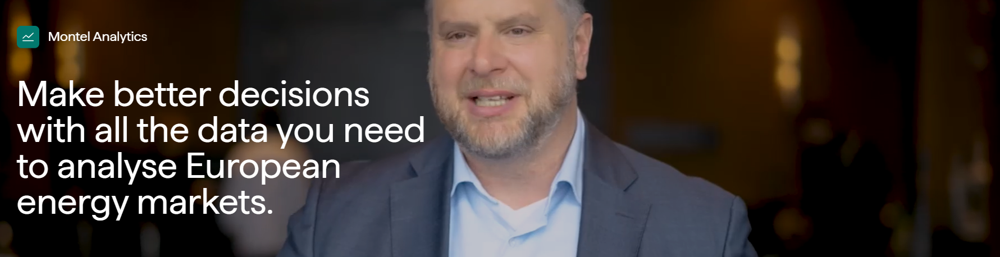 Montel Analytics
Make better decisions
with all the data you need
to analyse European
energy markets.